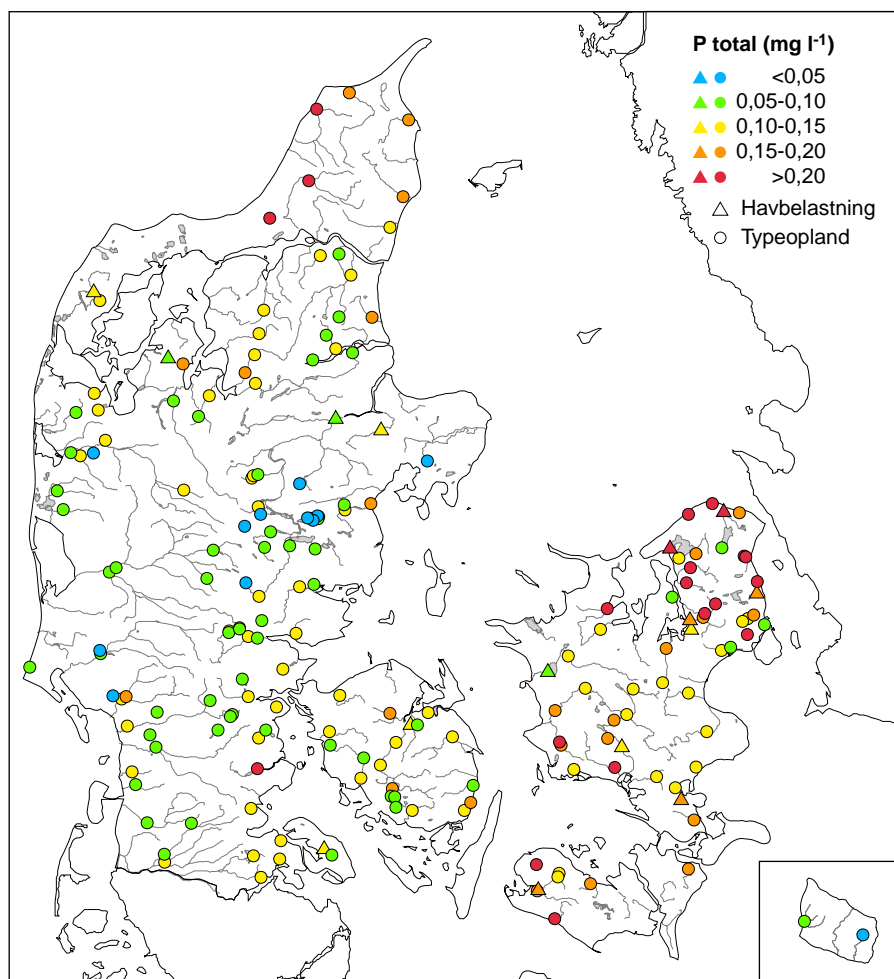 P total (mg l-1)
<0,05
0,05-0,10
0,10-0,15
0,15-0,20
>0,20
Havbelastning
Typeopland